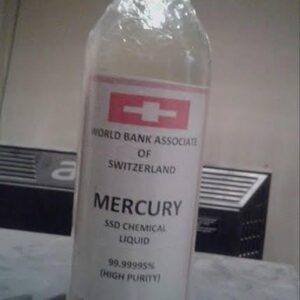 WORLD BANK ASSOCIATE
OF
SWITZERLAND
MERCURY
SSD CHEMICAL
LIQUID
99.99995%
(HIGH PURITY)
a